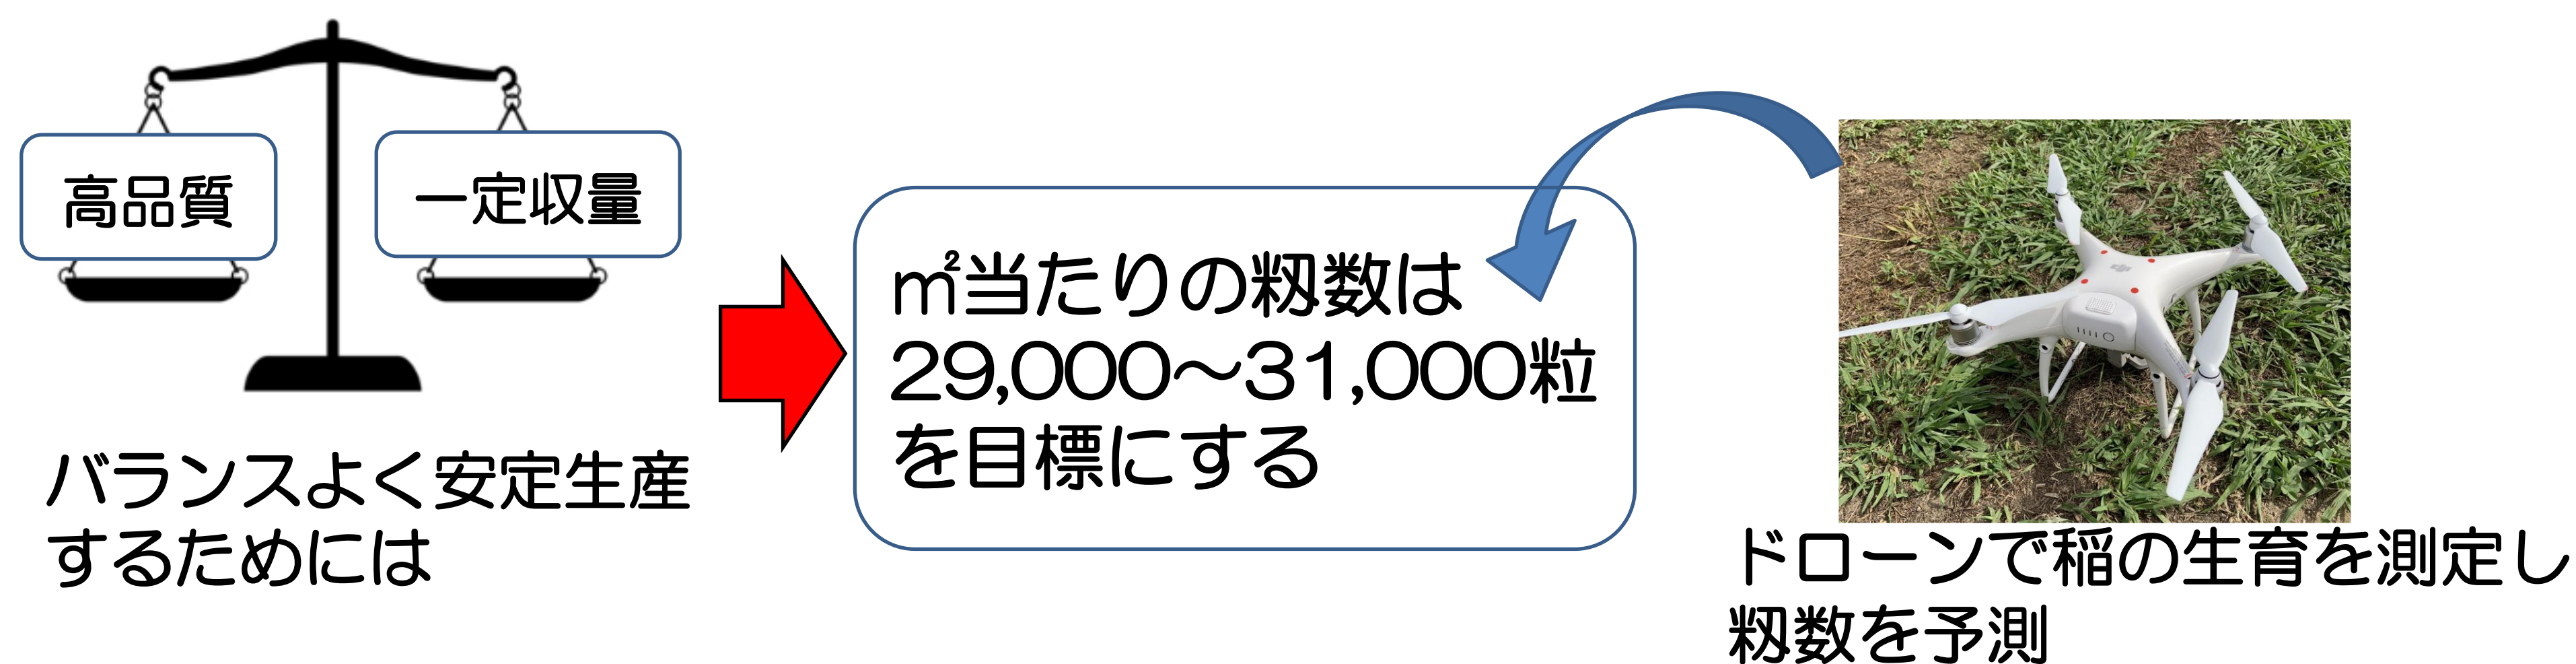 高品質
一定収量
バランスよく安定生産
するためには
㎡当たりの籾数は
29,000～31,000粒
を目標にする
ドローンで稲の生育を測定し
籾数を予測